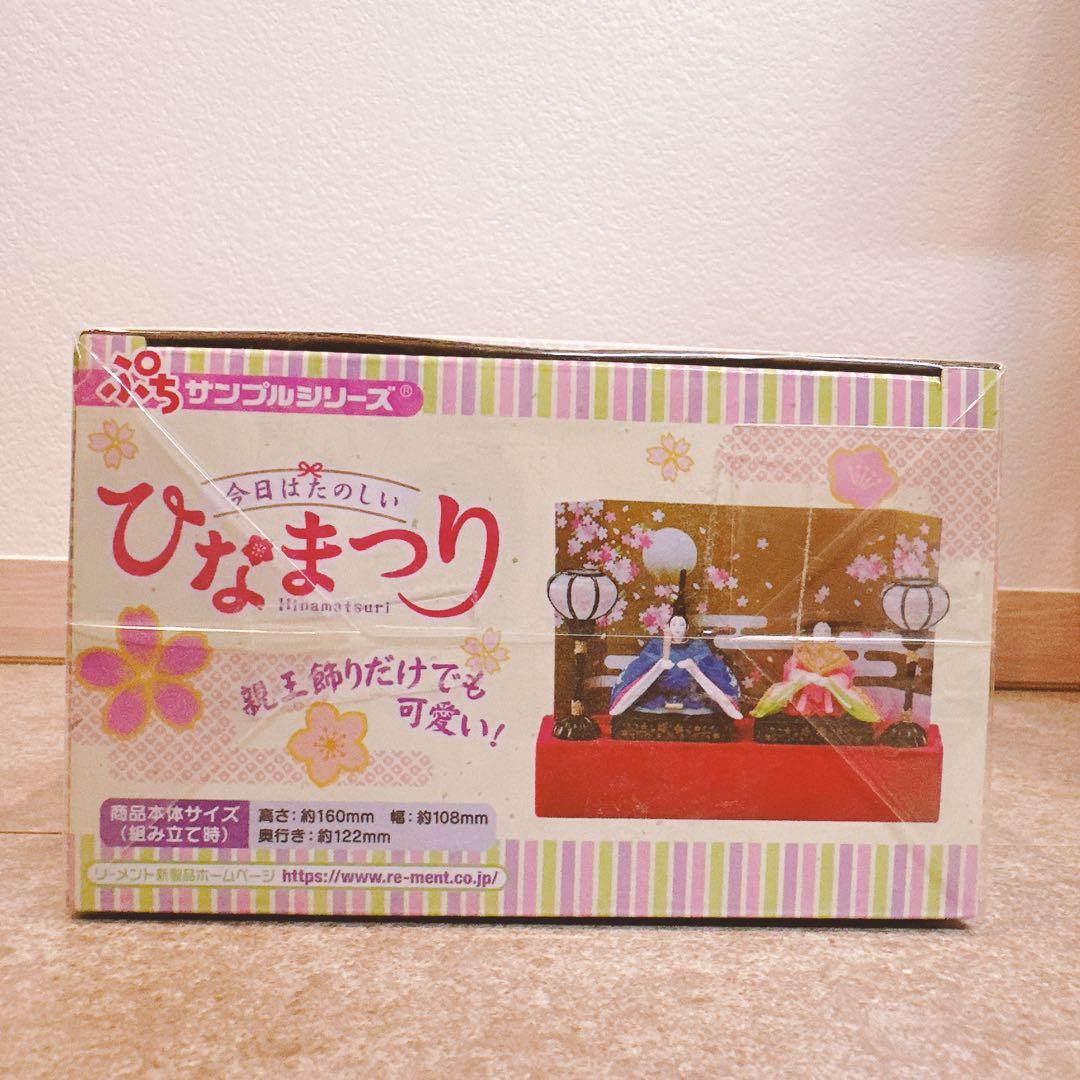 ぷちサンプルシリーズ®
今日はたのしい
ひなまつり
Hinamatsuri
親王飾りだけでも
可愛い!
商品本体サイズ
(組み立て時)
高さ:約160mm 幅:約108mm
奥行き:約122mm
リーメント新製品ホームページ https://www.re-ment.co.jp/